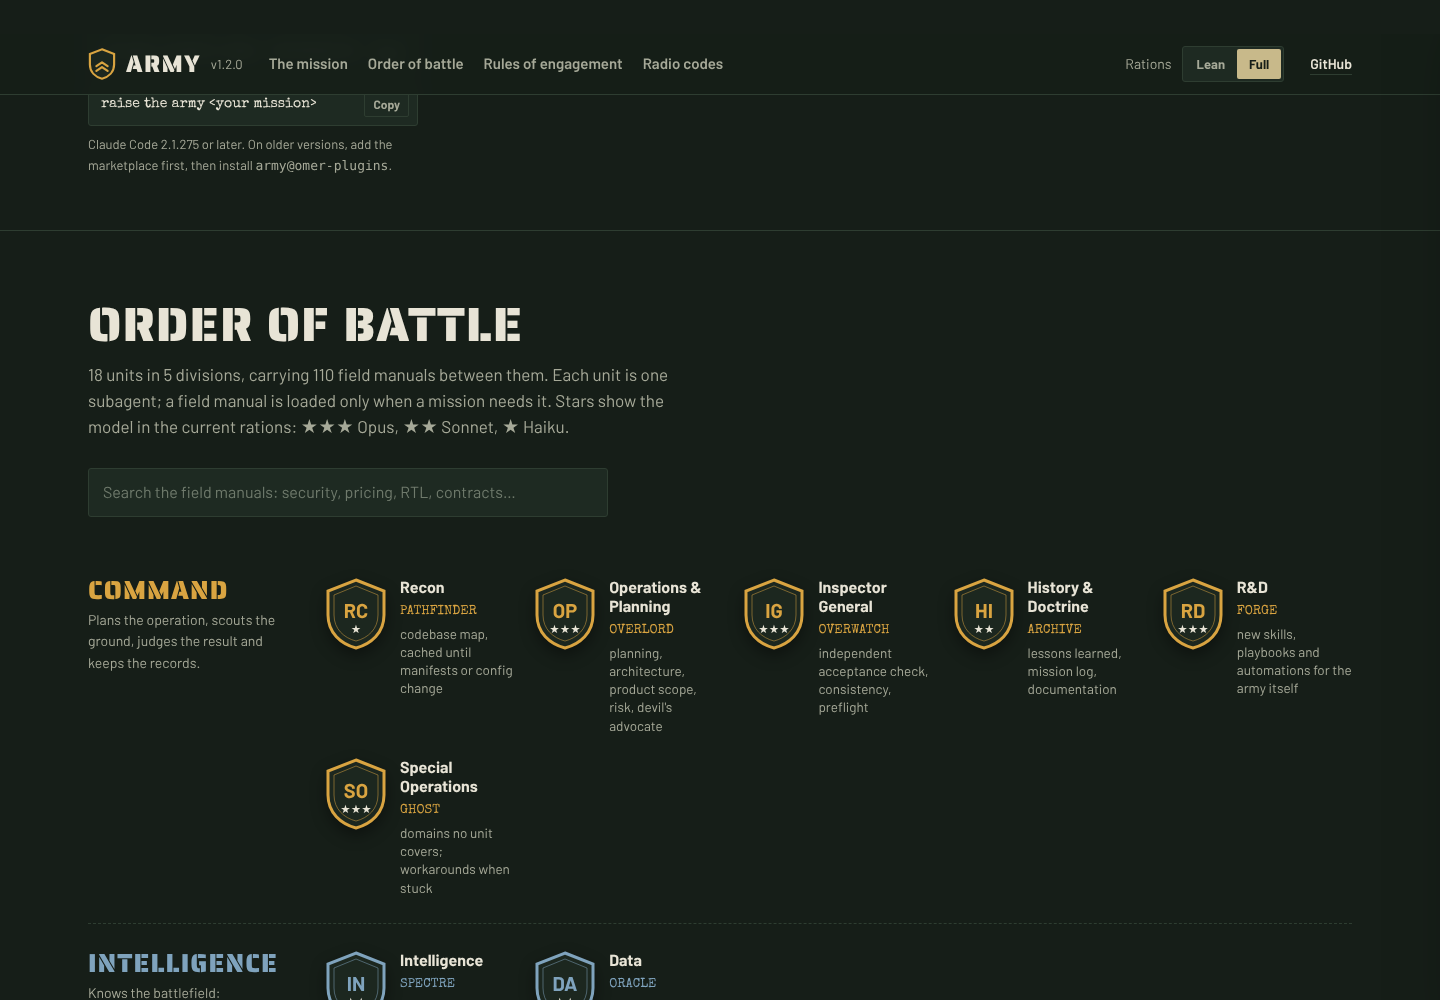 ARMY v1.2.0 The mission Order of battle Rules of engagement Radio codes Rations Lean Full GitHub
raise the army <your mission> Copy
Claude Code 2.1.275 or later. On older versions, add the
marketplace first, then install army@omer-plugins.
ORDER OF BATTLE
18 units in 5 divisions, carrying 110 field manuals between them. Each unit is one
subagent; a field manual is loaded only when a mission needs it. Stars show the
model in the current rations: ★★★ Opus, ★★ Sonnet, ★ Haiku.
Search the field manuals: security, pricing, RTL, contracts...
COMMAND
Plans the operation, scouts the
ground, judges the result and
keeps the records.
RC
★
Recon
PATHFINDER
codebase map,
cached until
manifests or config
change
OP
★★★
Operations &
Planning
OVERLORD
planning,
architecture,
product scope,
risk, devil's
advocate
IG
★★★
Inspector
General
OVERWATCH
independent
acceptance check,
consistency,
preflight
HI
★★
History &
Doctrine
ARCHIVE
lessons learned,
mission log,
documentation
RD
★★★
R&D
FORGE
new skills,
playbooks and
automations for the
army itself
SO
★★★
Special
Operations
GHOST
domains no unit
covers;
workarounds when
stuck
INTELLIGENCE
Knows the battlefield:
IN
Intelligence
SPECTRE
DA
Data
ORACLE